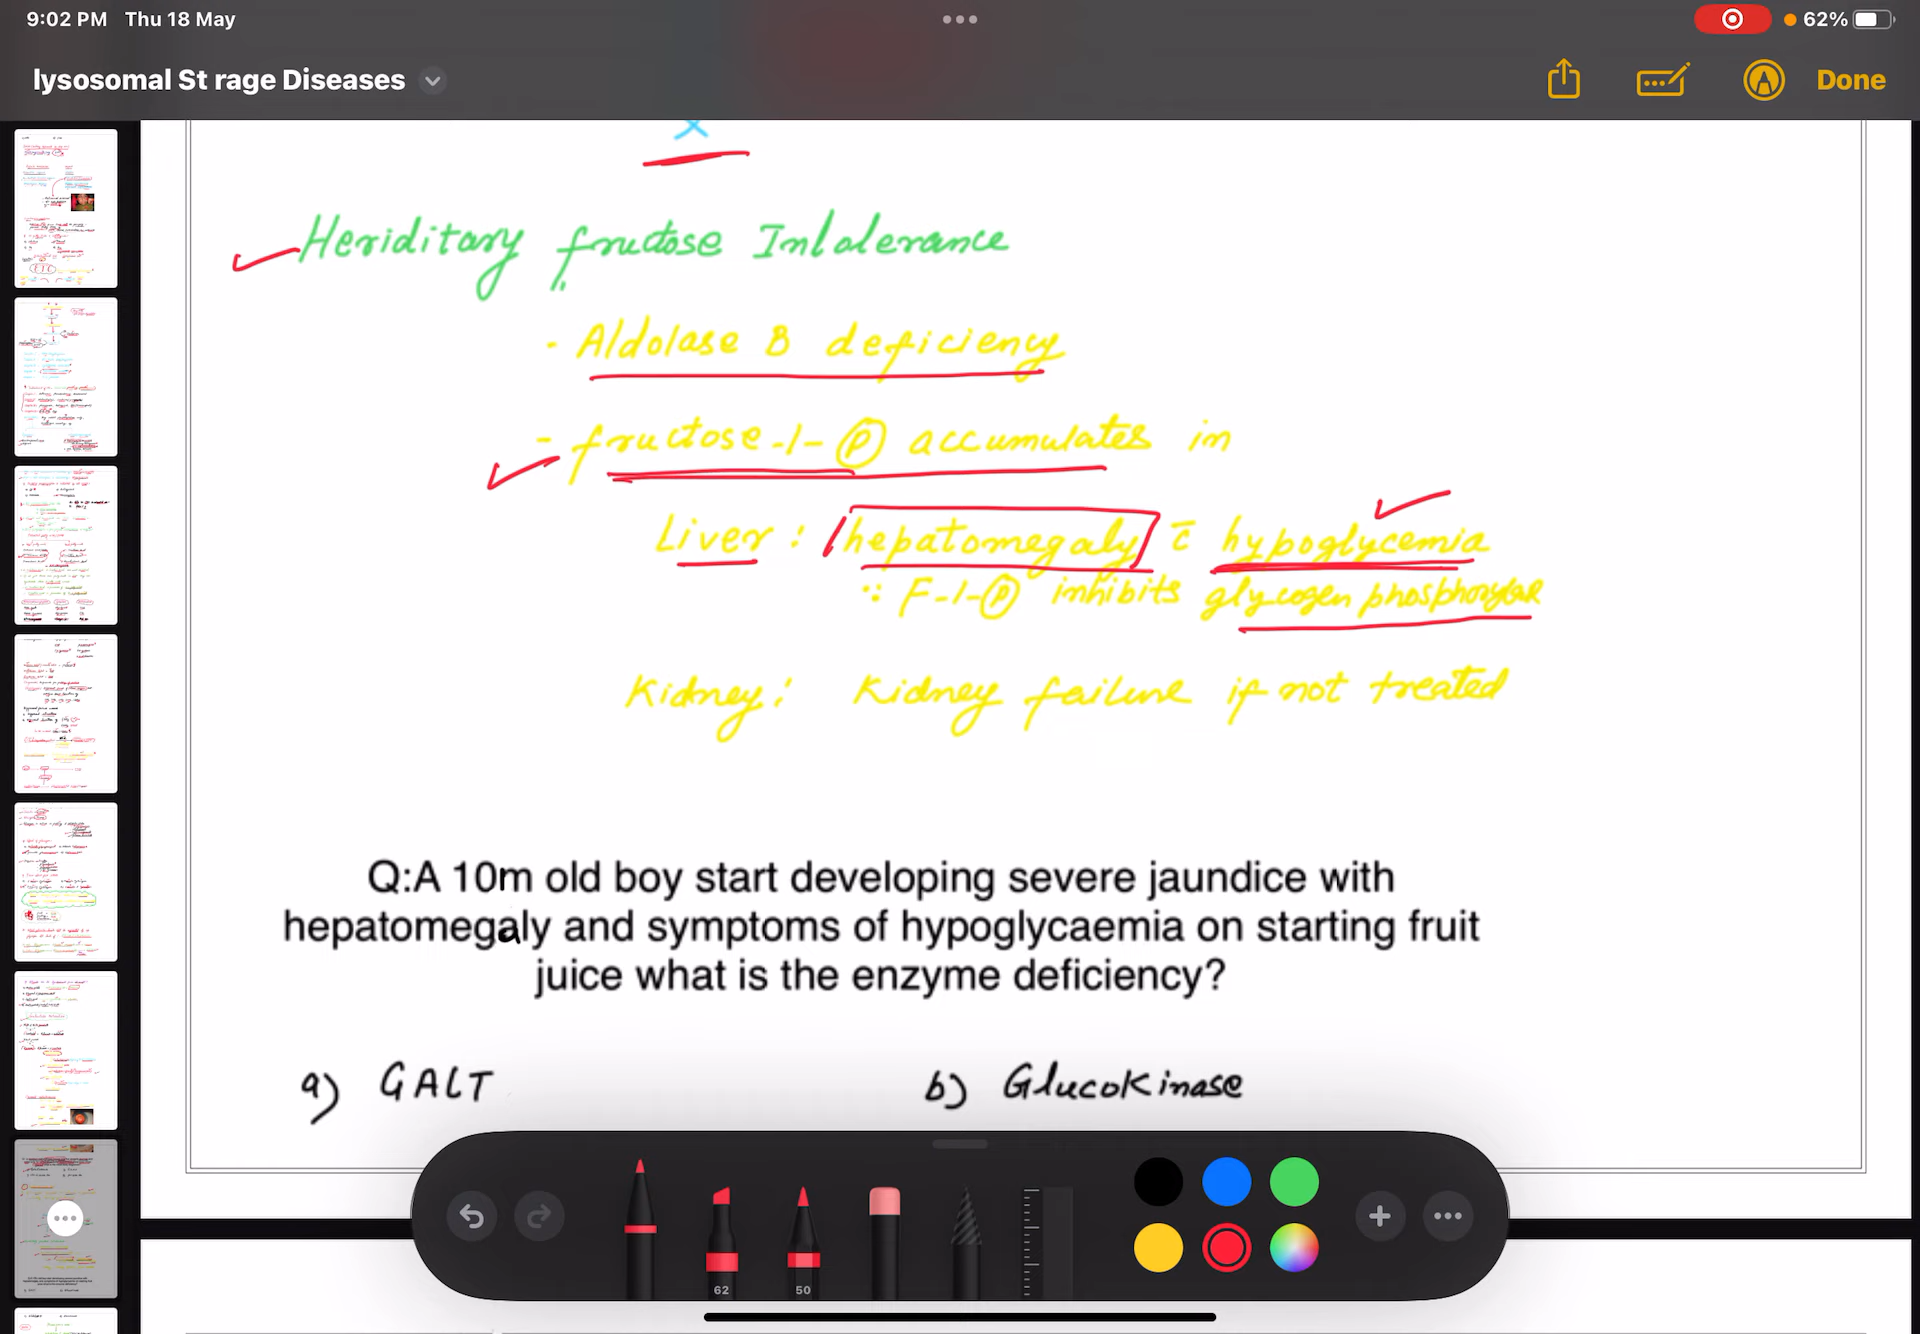 9:02 PM Thu 18 May
62%
lysosomal St rage Diseases
Done
Heriditary fructose Intolerance
- Aldolase B deficiency
- fructose-1-P accumulates in
Liver : hepatomegaly c̄ hypoglycemia
∵ F-1-P inhibits glycogen phosphorylase
Kidney: Kidney failure if not treated
Q:A 10m old boy start developing severe jaundice with
hepatomegaly and symptoms of hypoglycaemia on starting fruit
juice what is the enzyme deficiency?
a) GALT b) Glucokinase
62 50